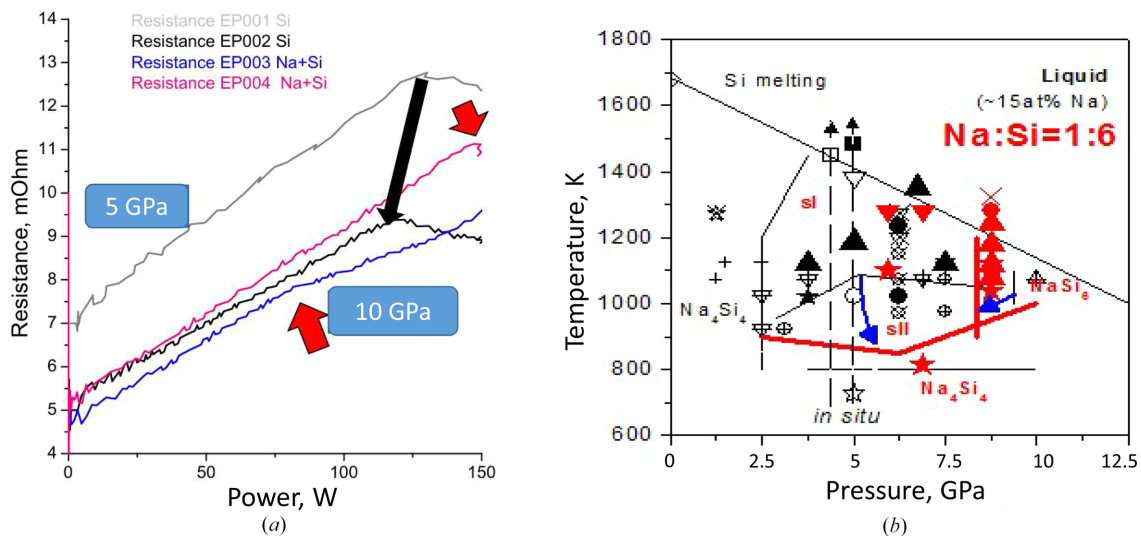 Resistance EP001 Si
Resistance EP002 Si
Resistance EP003 Na+Si
Resistance EP004 Na+Si
5 GPa
10 GPa
14
13
12
11
10
9
8
7
6
5
4
0
50
100
150
Resistance, mOhm
Power, W
(a)
1800
1600
1400
1200
1000
800
600
Temperature, K
Si melting
Liquid
(~15at% Na)
Na:Si=1:6
sI
Na4Si4
NaSi6
sII
Na4Si4
in situ
0
2.5
5
7.5
10
12.5
Pressure, GPa
(b)